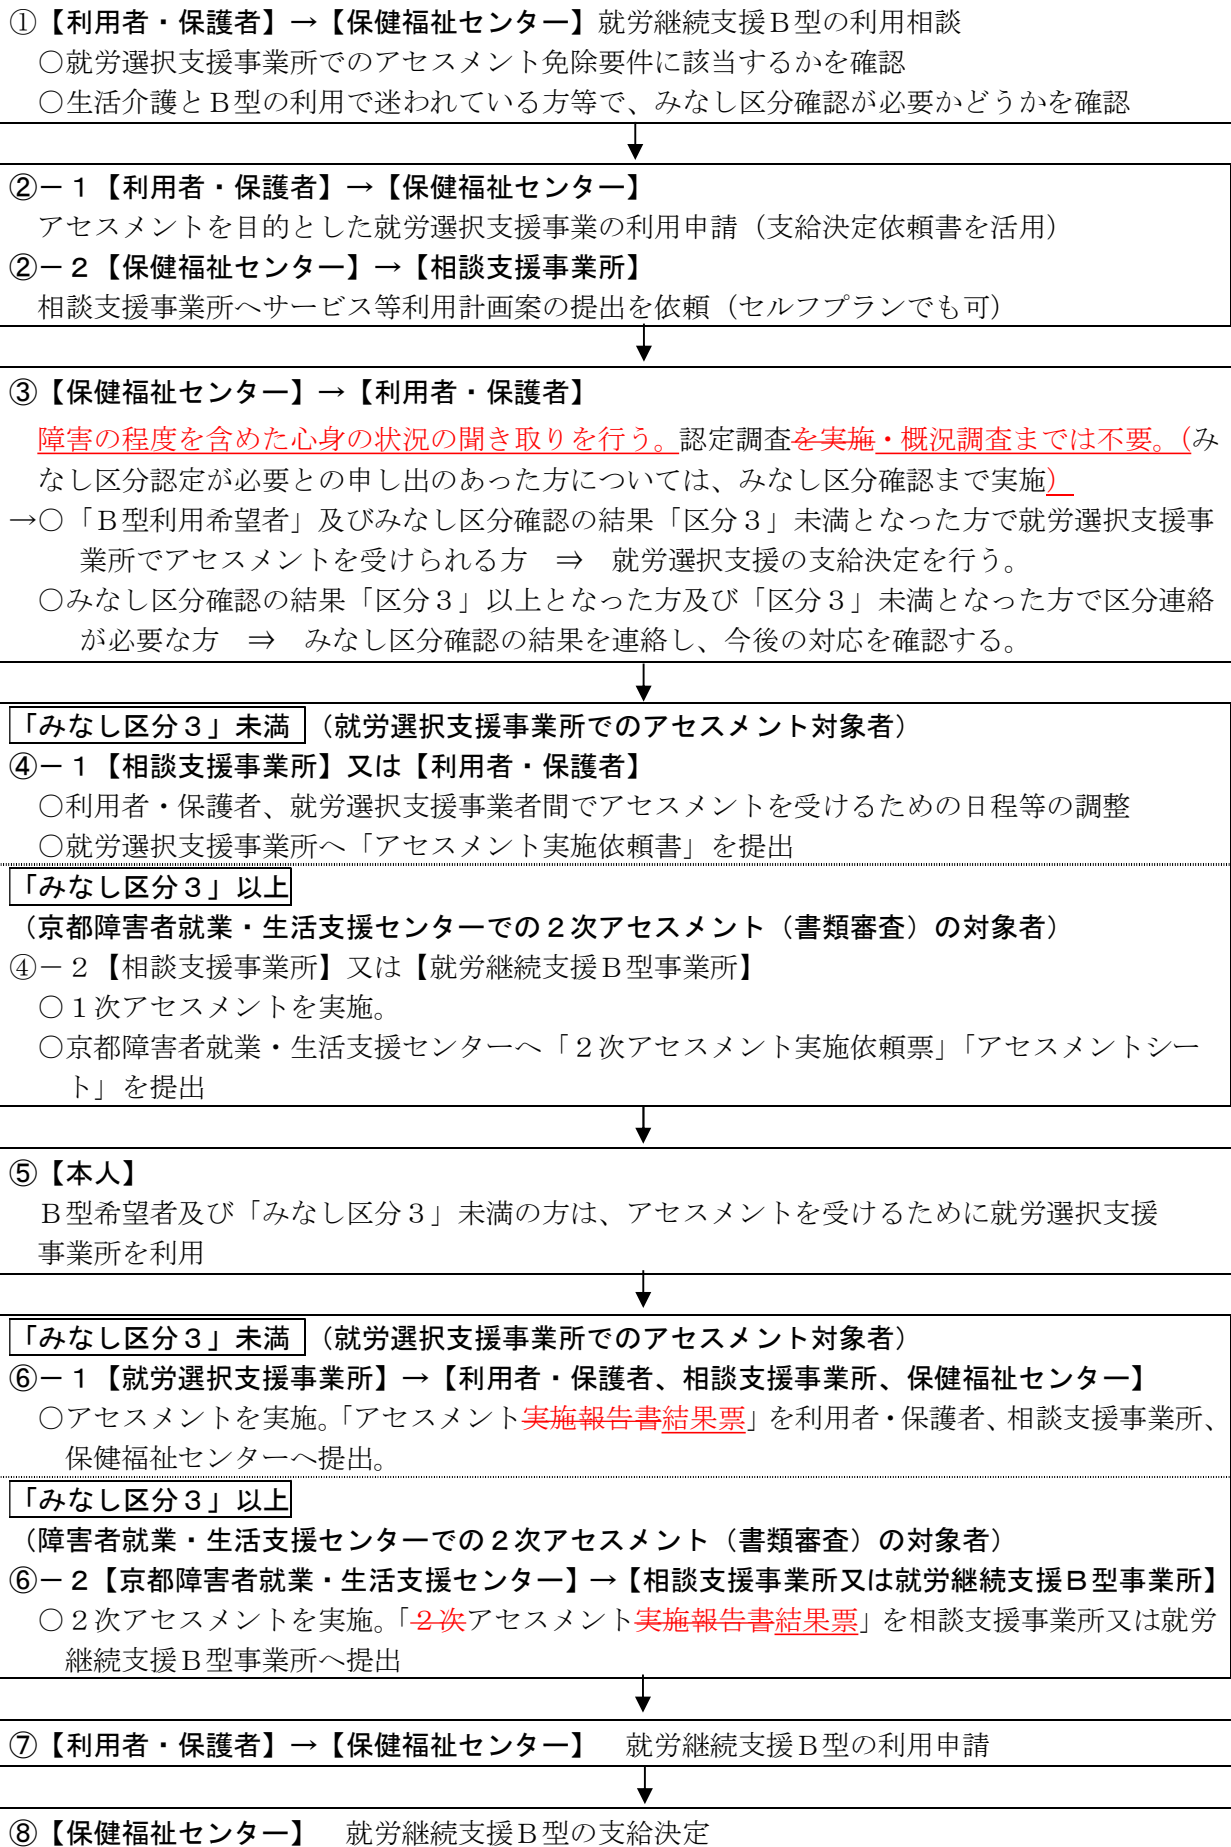 ①【利用者・保護者】→【保健福祉センター】就労継続支援Ｂ型の利用相談
○就労選択支援事業所でのアセスメント免除要件に該当するかを確認
○生活介護とＢ型の利用で迷われている方等で、みなし区分確認が必要かどうかを確認
②－１【利用者・保護者】→【保健福祉センター】
アセスメントを目的とした就労選択支援事業の利用申請（支給決定依頼書を活用）
②－２【保健福祉センター】→【相談支援事業所】
相談支援事業所へサービス等利用計画案の提出を依頼（セルフプランでも可）
③【保健福祉センター】→【利用者・保護者】
障害の程度を含めた心身の状況の聞き取りを行う。認定調査を実施・概況調査までは不要。（み
なし区分認定が必要との申し出のあった方については、みなし区分確認まで実施）
→○「Ｂ型利用希望者」及びみなし区分確認の結果「区分３」未満となった方で就労選択支援事
業所でアセスメントを受けられる方　⇒　就労選択支援の支給決定を行う。
○みなし区分確認の結果「区分３」以上となった方及び「区分３」未満となった方で区分連絡
が必要な方　⇒　みなし区分確認の結果を連絡し、今後の対応を確認する。
「みなし区分３」未満（就労選択支援事業所でのアセスメント対象者）
④－１【相談支援事業所】又は【利用者・保護者】
○利用者・保護者、就労選択支援事業者間でアセスメントを受けるための日程等の調整
○就労選択支援事業所へ「アセスメント実施依頼書」を提出
「みなし区分３」以上
（京都障害者就業・生活支援センターでの２次アセスメント（書類審査）の対象者）
④－２【相談支援事業所】又は【就労継続支援Ｂ型事業所】
○１次アセスメントを実施。
○京都障害者就業・生活支援センターへ「２次アセスメント実施依頼票」「アセスメントシー
ト」を提出
⑤【本人】
Ｂ型希望者及び「みなし区分３」未満の方は、アセスメントを受けるために就労選択支援
事業所を利用
「みなし区分３」未満（就労選択支援事業所でのアセスメント対象者）
⑥－１【就労選択支援事業所】→【利用者・保護者、相談支援事業所、保健福祉センター】
○アセスメントを実施。「アセスメント実施報告書結果票」を利用者・保護者、相談支援事業所、
保健福祉センターへ提出。
「みなし区分３」以上
（障害者就業・生活支援センターでの２次アセスメント（書類審査）の対象者）
⑥－２【京都障害者就業・生活支援センター】→【相談支援事業所又は就労継続支援Ｂ型事業所】
○２次アセスメントを実施。「２次アセスメント実施報告書結果票」を相談支援事業所又は就労
継続支援Ｂ型事業所へ提出
⑦【利用者・保護者】→【保健福祉センター】　就労継続支援Ｂ型の利用申請
⑧【保健福祉センター】　就労継続支援Ｂ型の支給決定